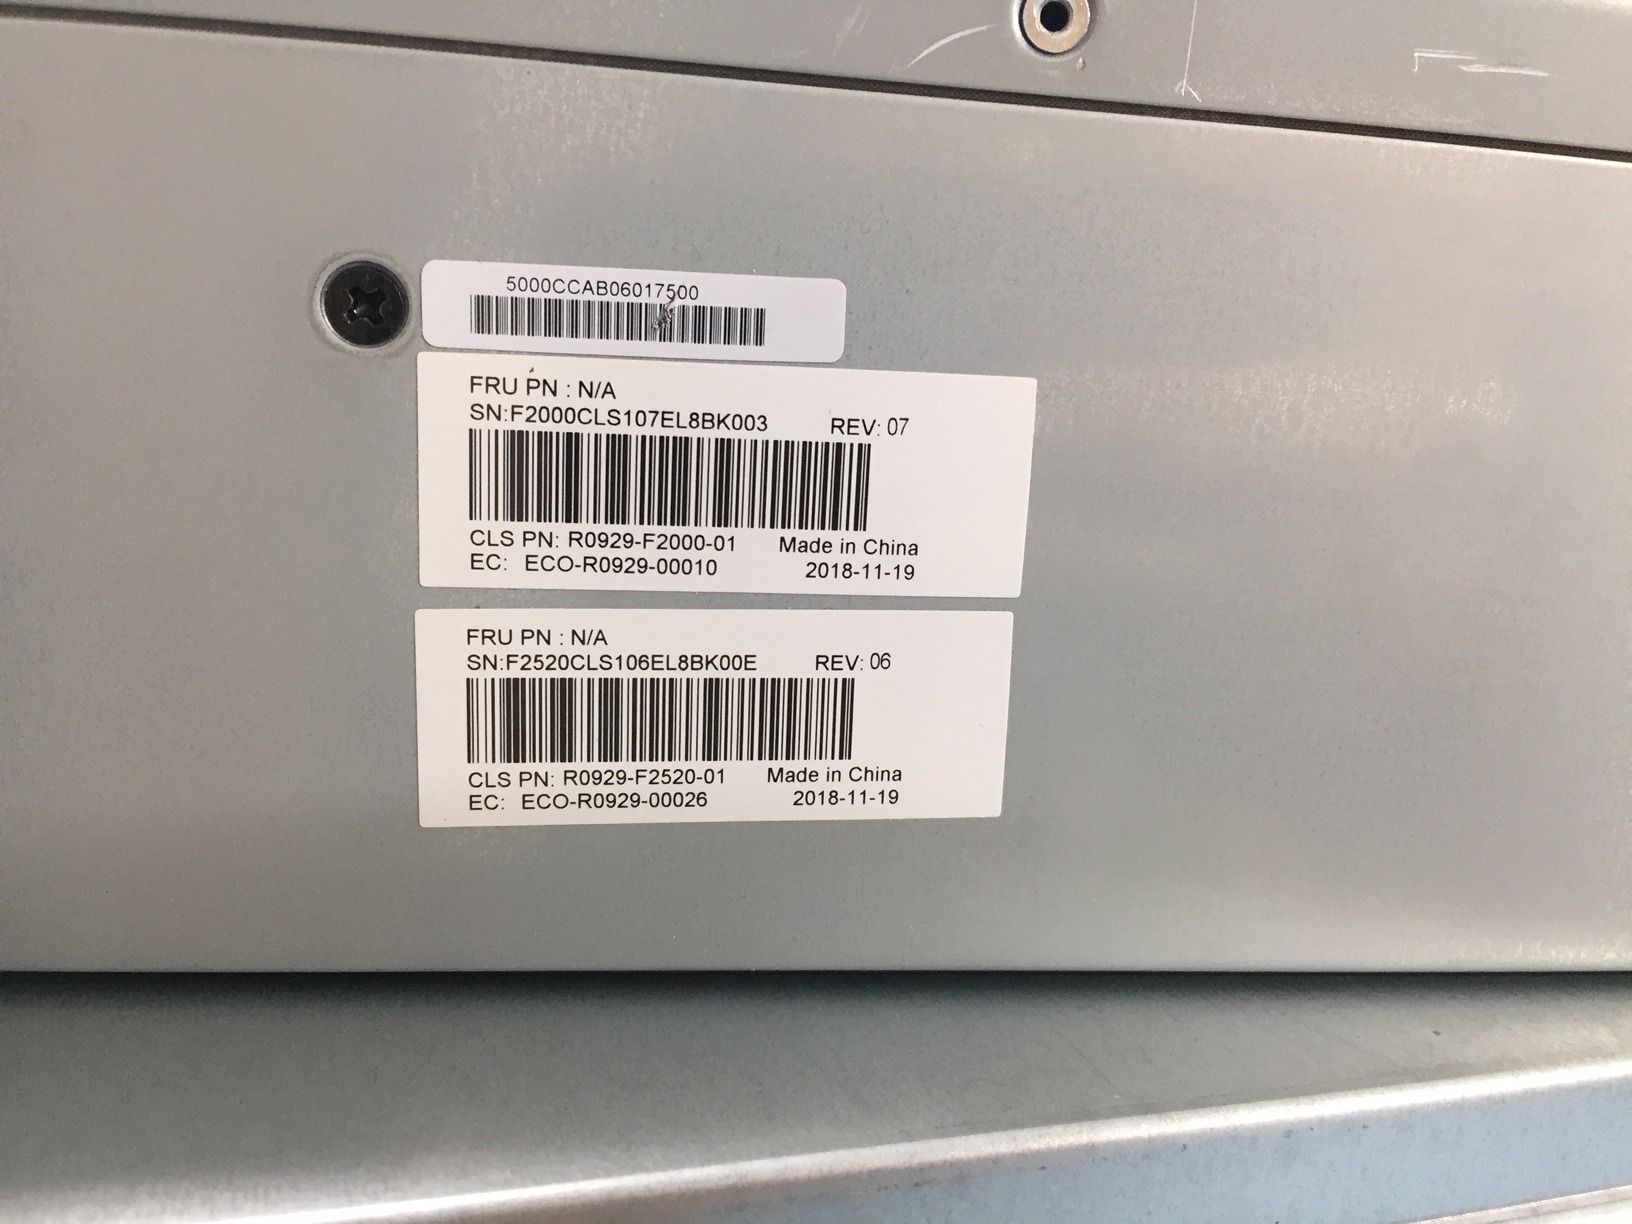 5000CCAB06017500
FRU PN : N/A
SN:F2000CLS107EL8BK003 REV: 07
CLS PN: R0929-F2000-01 Made in China
EC: ECO-R0929-00010 2018-11-19
FRU PN : N/A
SN:F2520CLS106EL8BK00E REV: 06
CLS PN: R0929-F2520-01 Made in China
EC: ECO-R0929-00026 2018-11-19